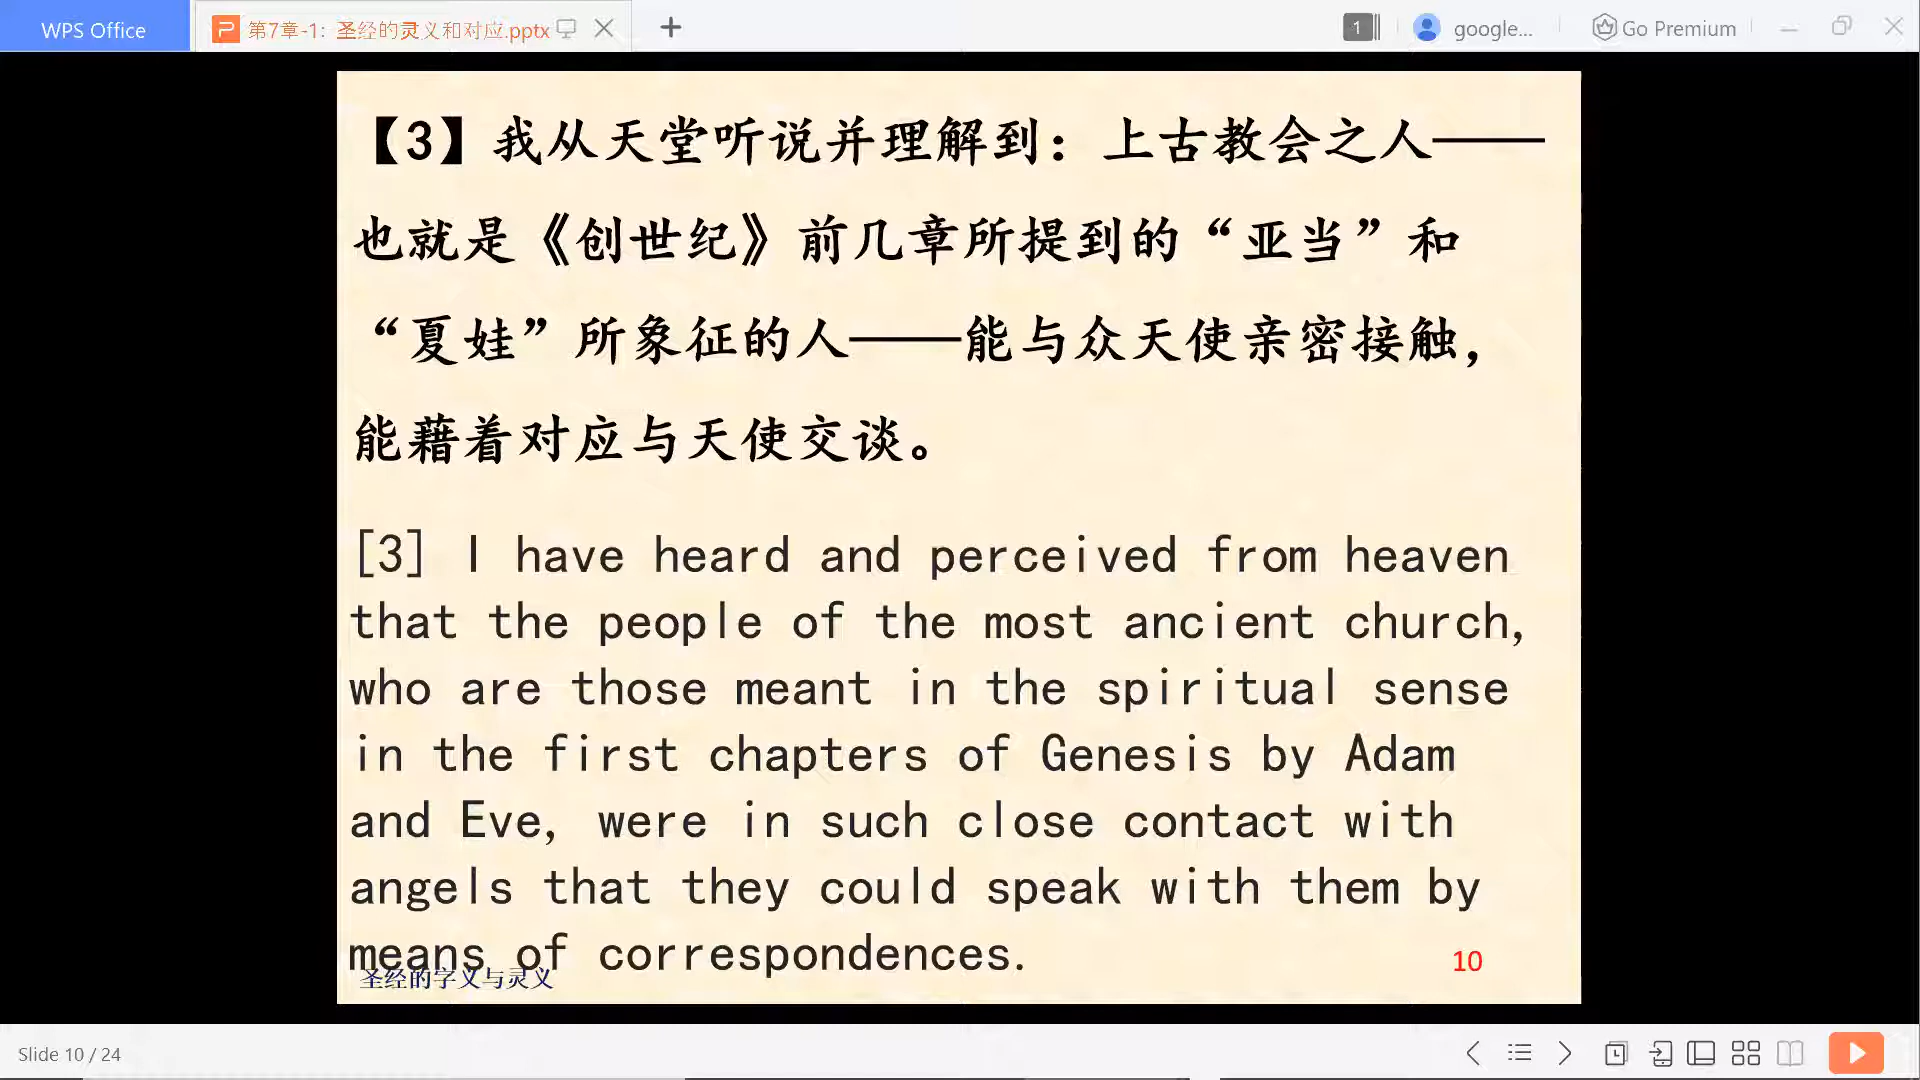 WPS Office
第7章-1: 圣经的灵义和对应.pptx
1
google...
Go Premium
【3】我从天堂听说并理解到：上古教会之人——
也就是《创世纪》前几章所提到的“亚当”和
“夏娃”所象征的人——能与众天使亲密接触，
能藉着对应与天使交谈。
[3] I have heard and perceived from heaven
that the people of the most ancient church,
who are those meant in the spiritual sense
in the first chapters of Genesis by Adam
and Eve, were in such close contact with
angels that they could speak with them by
means of correspondences.
圣经的字义与灵义
10
Slide 10 / 24